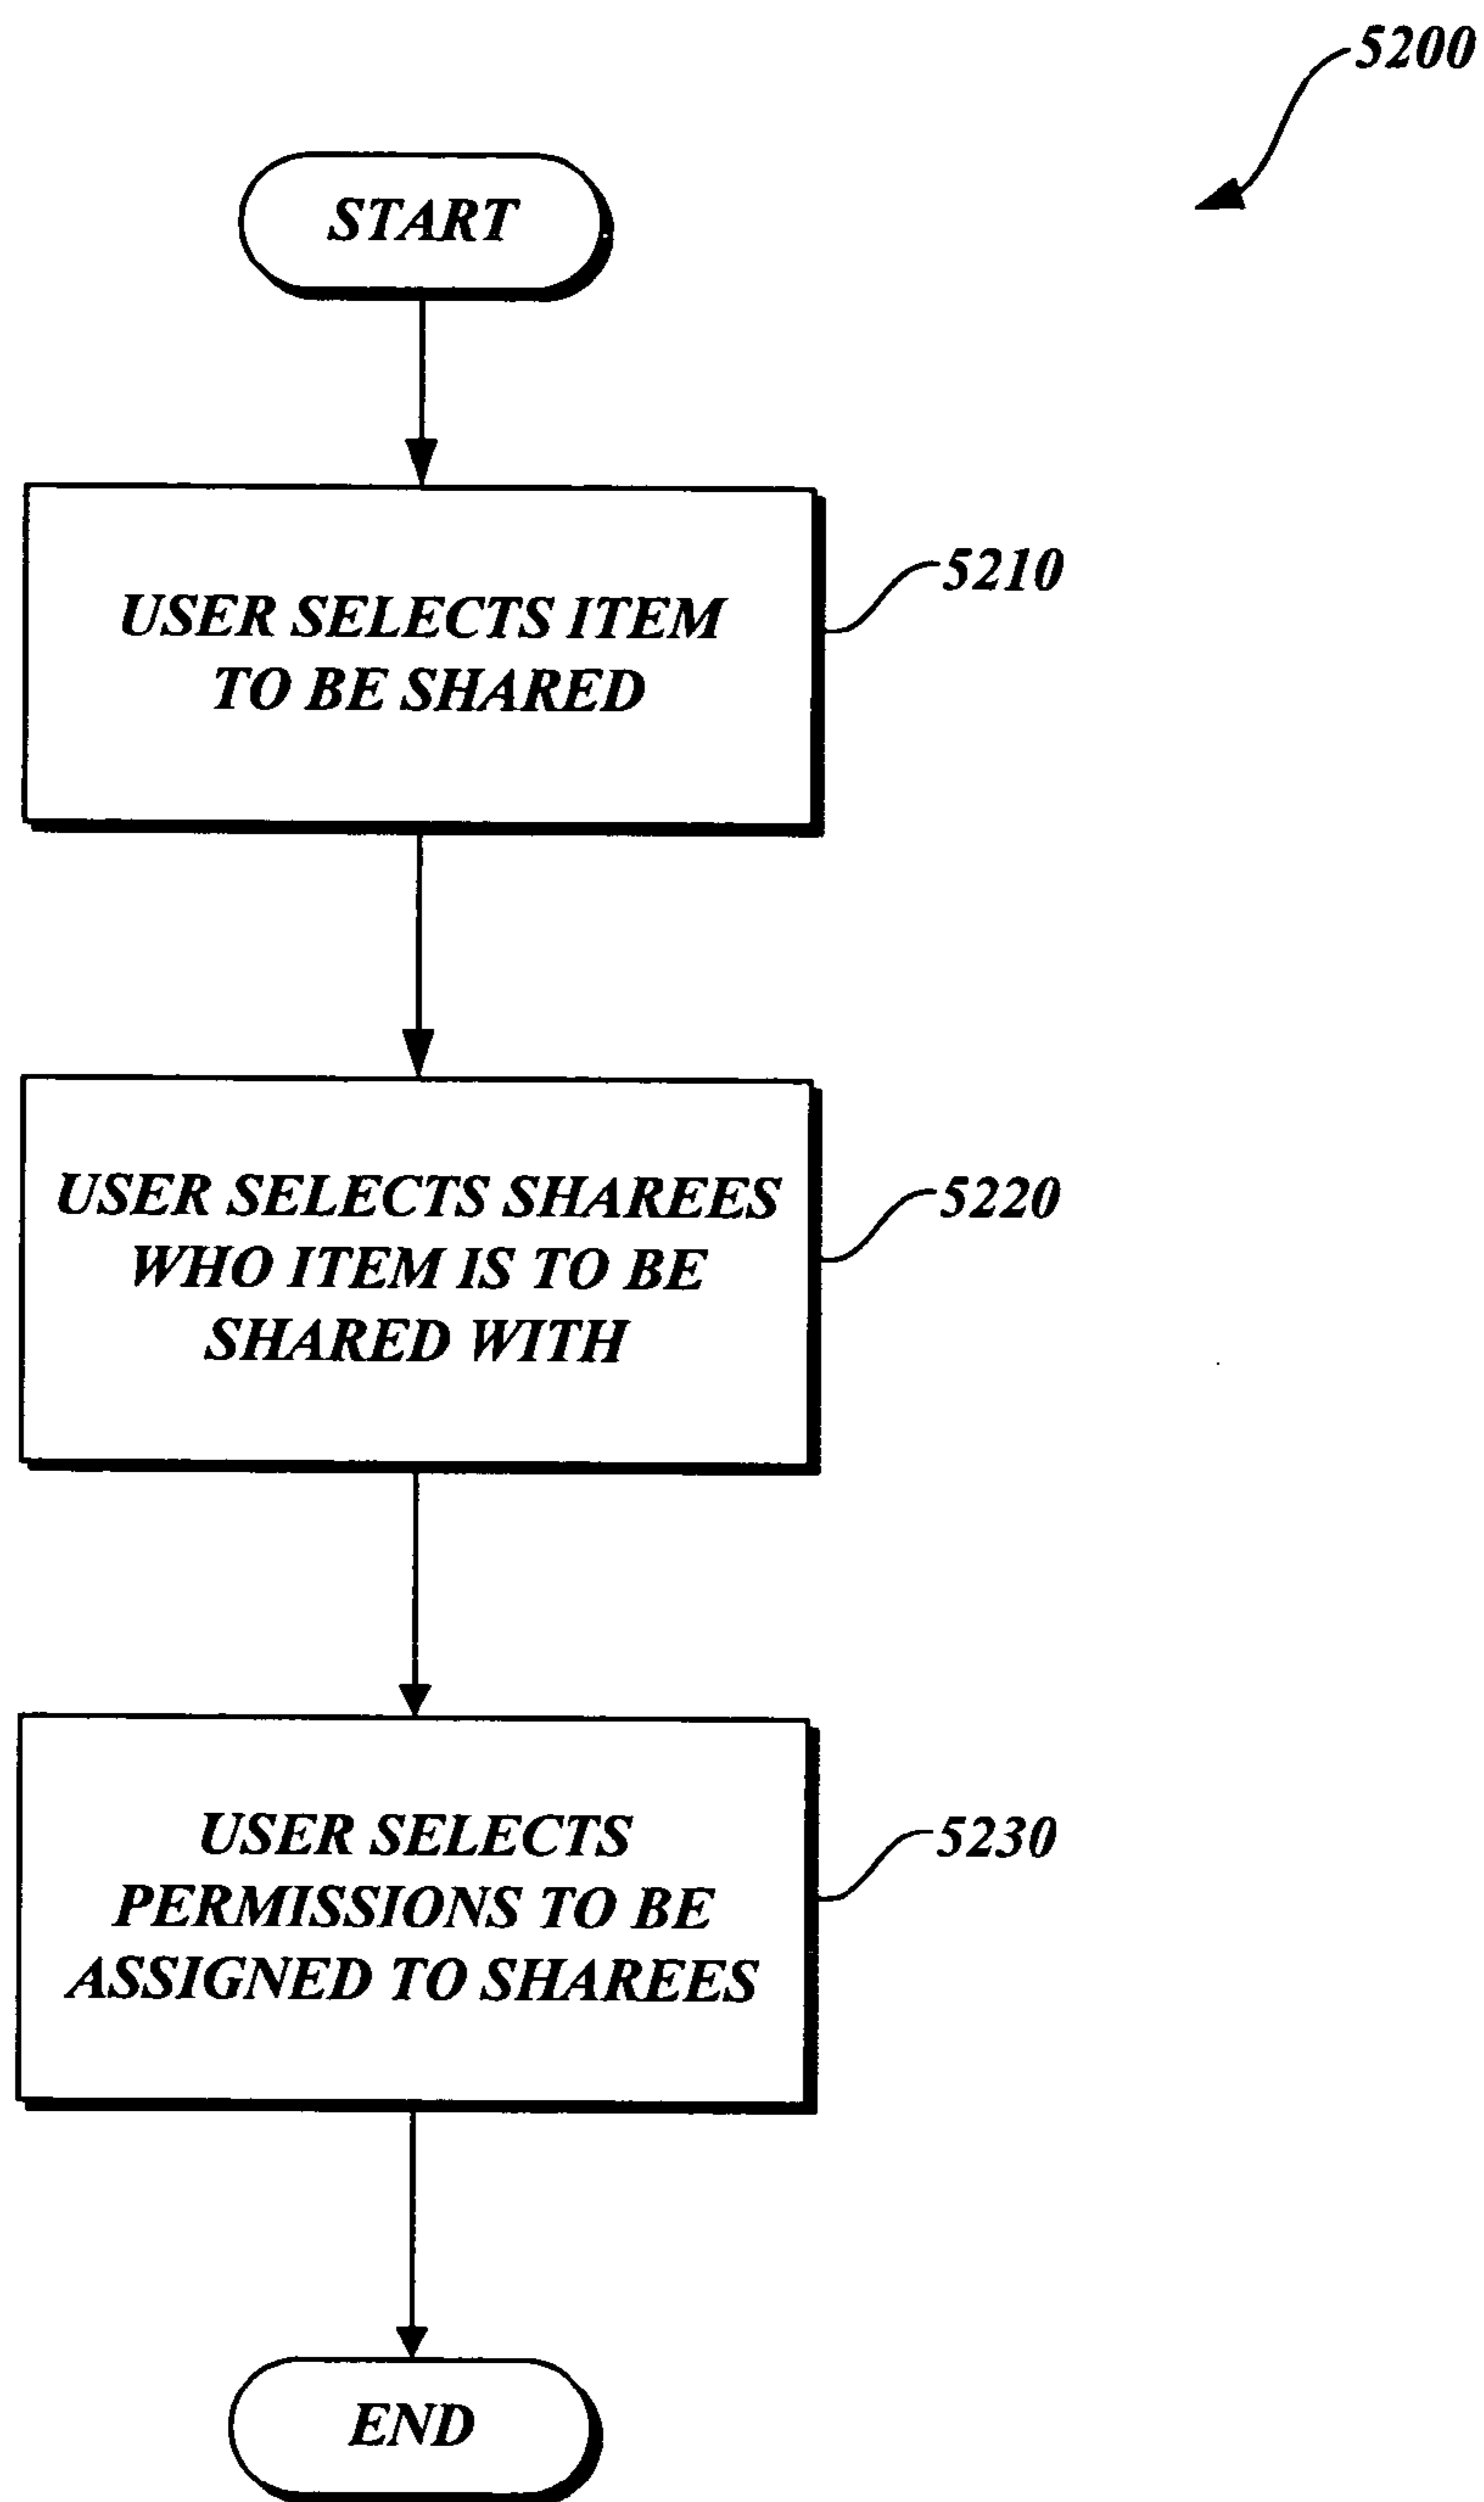 5200
START
USER SELECTS ITEM
TO BE SHARED
5210
USER SELECTS SHAREES
WHO ITEM IS TO BE
SHARED WITH
5220
USER SELECTS
PERMISSIONS TO BE
ASSIGNED TO SHAREES
5230
END